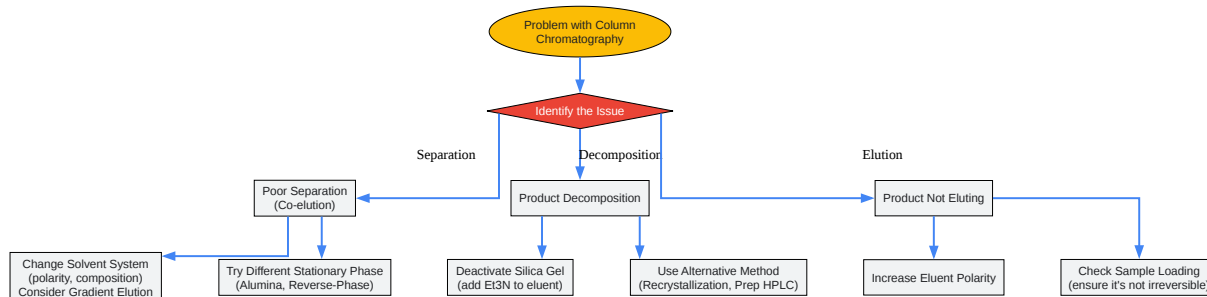 Problem with Column
Chromatography
Identify the Issue
Separation
Decomposition
Elution
Poor Separation
(Co-elution)
Product Decomposition
Product Not Eluting
Change Solvent System
(polarity, composition)
Consider Gradient Elution
Try Different Stationary Phase
(Alumina, Reverse-Phase)
Deactivate Silica Gel
(add Et3N to eluent)
Use Alternative Method
(Recrystallization, Prep HPLC)
Increase Eluent Polarity
Check Sample Loading
(ensure it's not irreversible)